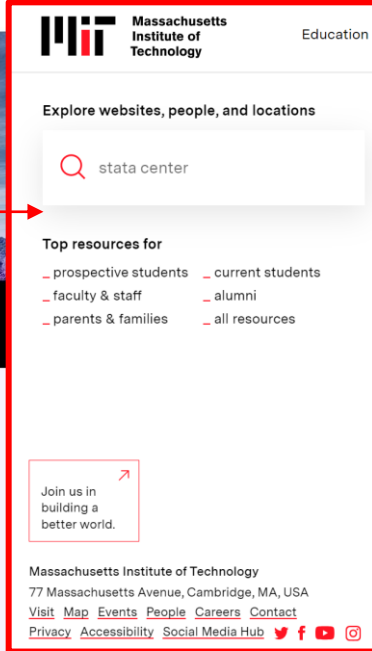 Massachusetts
Institute of
Technology
Education
Explore websites, people, and locations
stata center
Top resources for
_ prospective students _ current students
_ faculty & staff _ alumni
_ parents & families _ all resources
Join us in
building a
better world.
Massachusetts Institute of Technology
77 Massachusetts Avenue, Cambridge, MA, USA
Visit Map Events People Careers Contact
Privacy Accessibility Social Media Hub